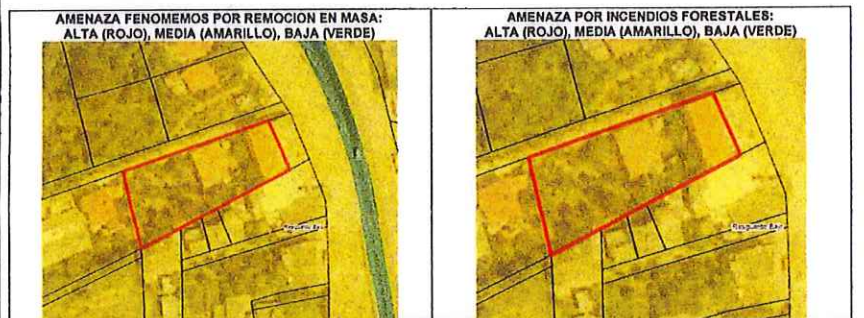 AMENAZA FENOMEMOS POR REMOCION EN MASA:
ALTA (ROJO), MEDIA (AMARILLO), BAJA (VERDE)
AMENAZA POR INCENDIOS FORESTALES:
ALTA (ROJO), MEDIA (AMARILLO), BAJA (VERDE)